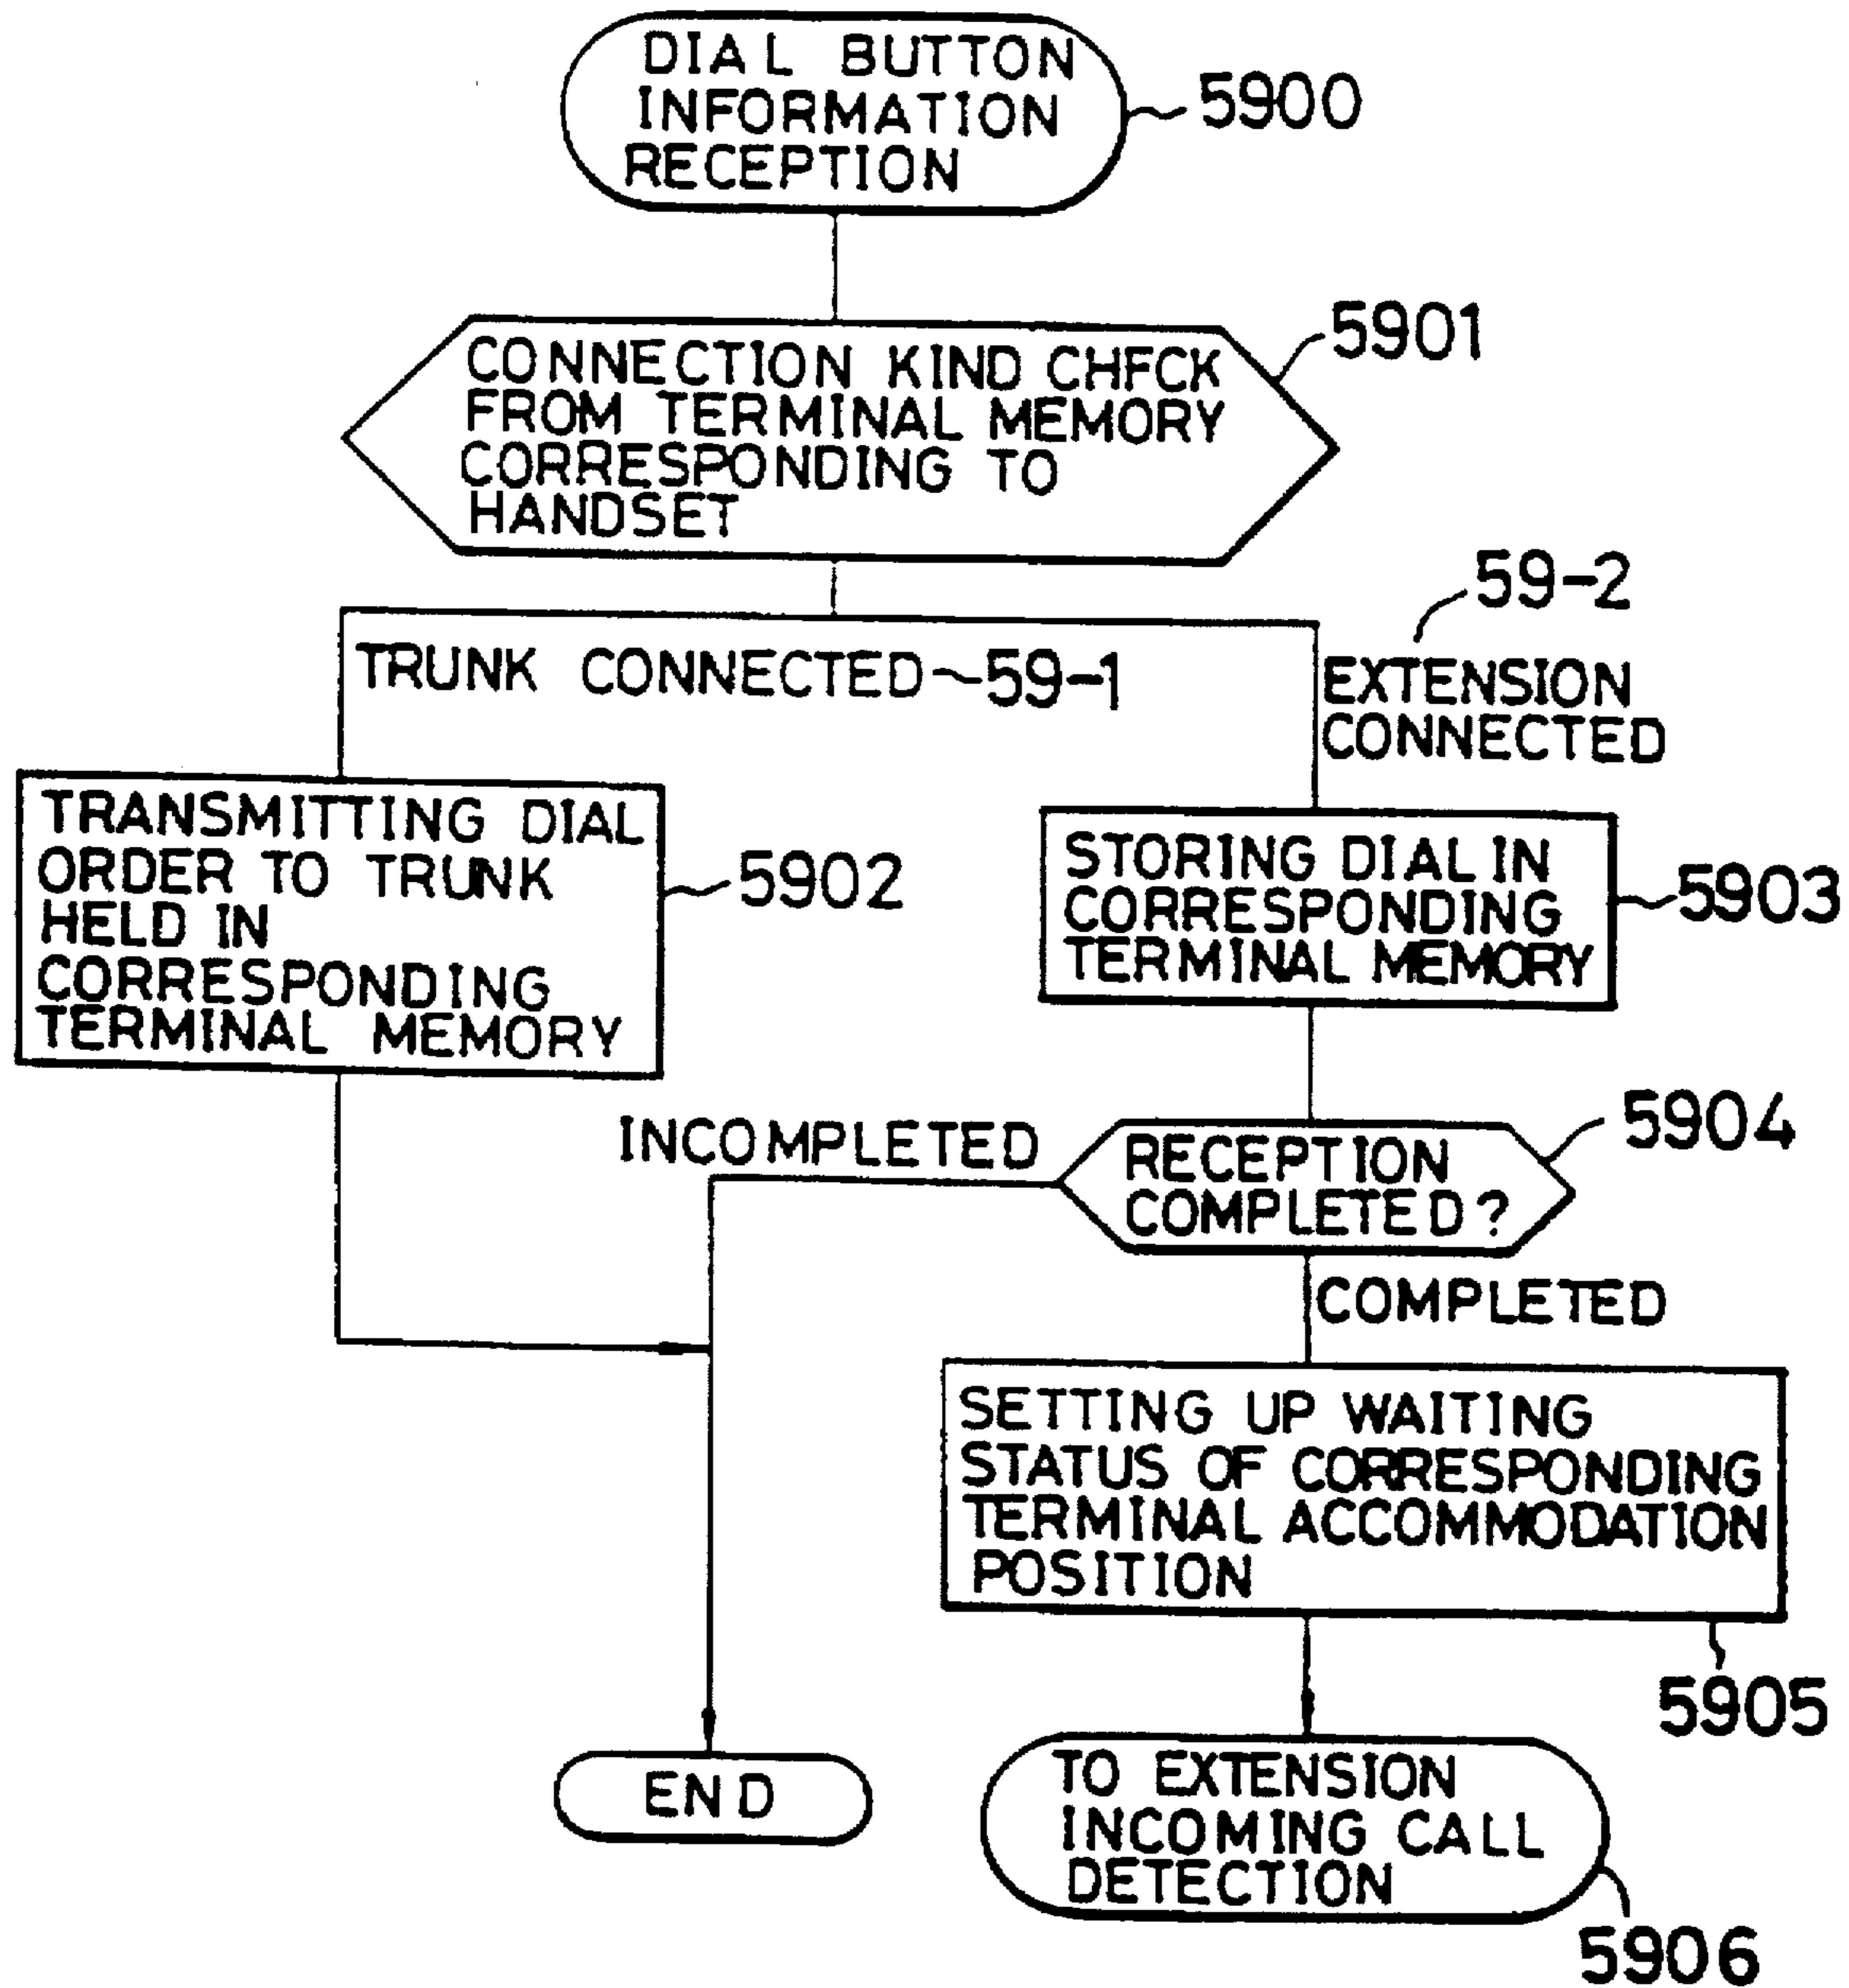 DIAL BUTTON
INFORMATION
RECEPTION
5900
CONNECTION KIND CHFCK
FROM TERMINAL MEMORY
CORRESPONDING TO
HANDSET
5901
TRUNK CONNECTED
59-1
59-2
EXTENSION
CONNECTED
TRANSMITTING DIAL
ORDER TO TRUNK
HELD IN
CORRESPONDING
TERMINAL MEMORY
5902
STORING DIAL IN
CORRESPONDING
TERMINAL MEMORY
5903
INCOMPLETED
RECEPTION
COMPLETED?
5904
COMPLETED
SETTING UP WAITING
STATUS OF CORRESPONDING
TERMINAL ACCOMMODATION
POSITION
5905
END
TO EXTENSION
INCOMING CALL
DETECTION
5906